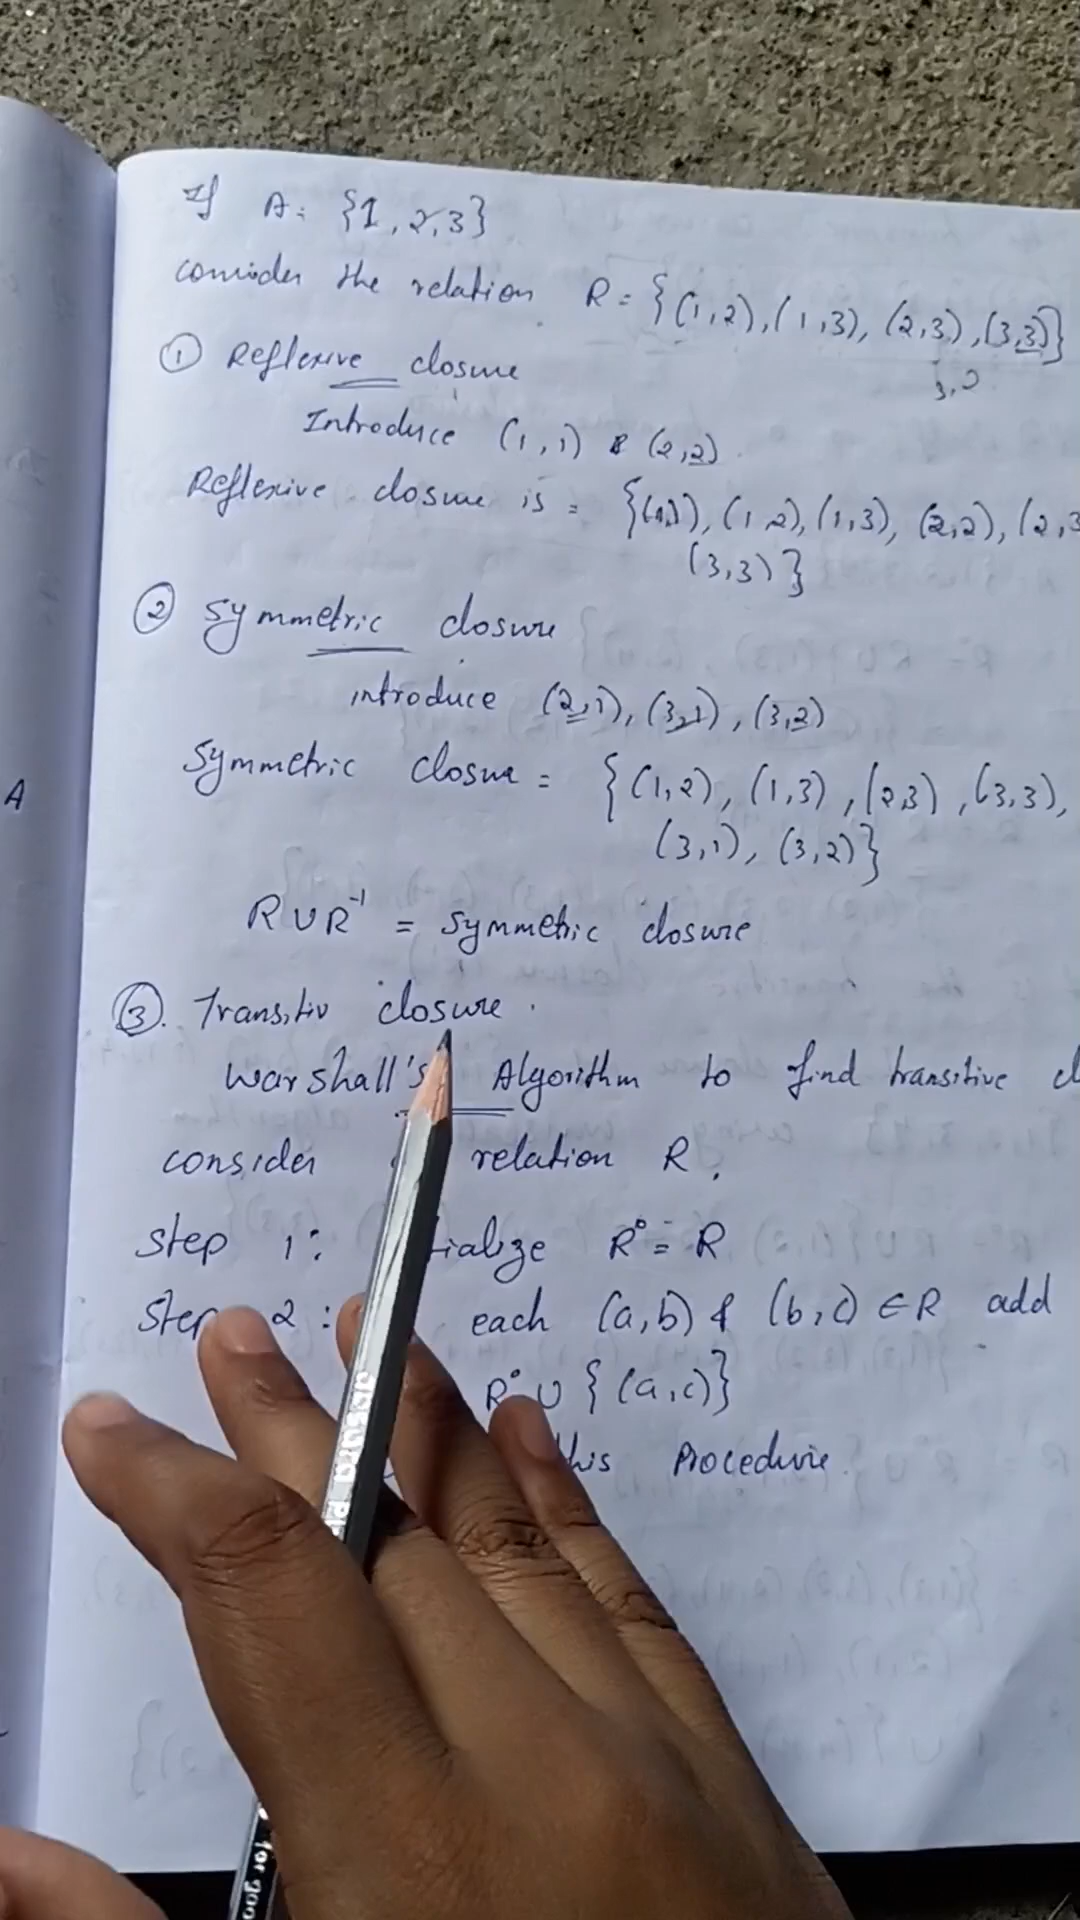 If A = {1, 2, 3}
consider the relation R = {(1,2), (1,3), (2,3), (3,3)}
3,2
① Reflexive closure
Introduce (1,1) & (2,2)
Reflexive closure is = {(1,1), (1,2), (1,3), (2,2), (2,3
(3,3)}
② Symmetric closure
introduce (2,1), (3,1), (3,2)
Symmetric closure = {(1,2), (1,3), (2,3), (3,3),
(3,1), (3,2)}
A
R ∪ R⁻¹ = Symmetric closure
③. Transitiv closure.
Warshall's Algorithm to find transitive cl
consider relation R.
Step 1: ialize R° = R
Step 2: each (a,b) & (b,c) ∈ R add
R° ∪ {(a,c)}
this Procedure.
for goo